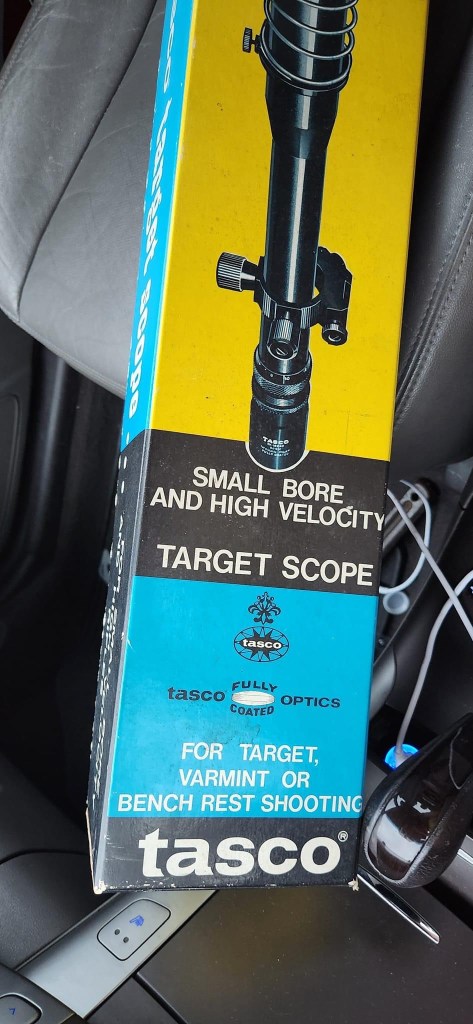 TASCO
SMALL BORE
AND HIGH VELOCITY
TARGET SCOPE
tasco
tasco FULLY COATED OPTICS
FOR TARGET,
VARMINT OR
BENCH REST SHOOTING
tasco®